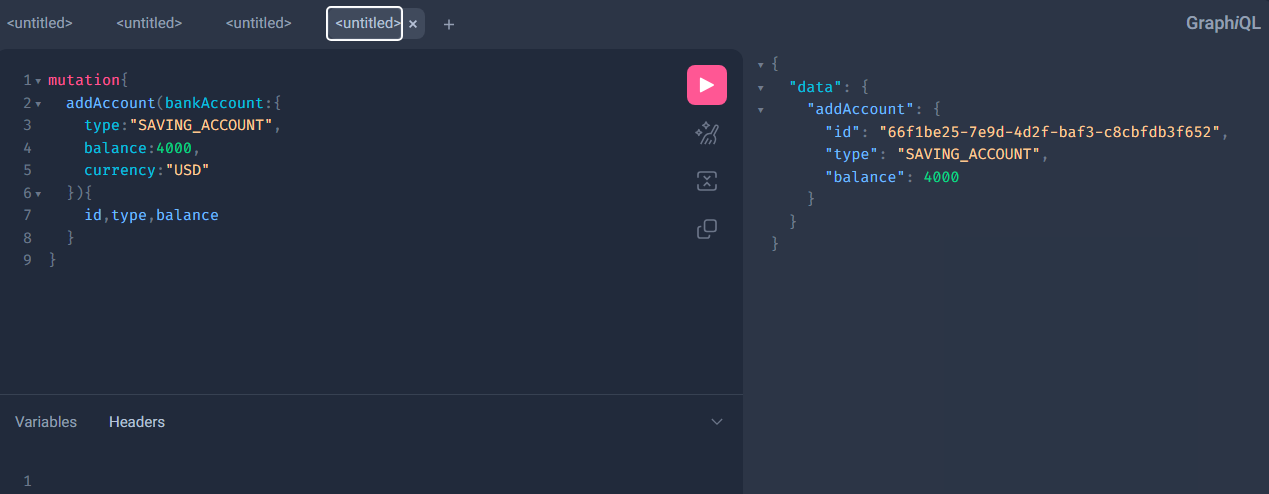 <untitled> <untitled> <untitled> <untitled> × + GraphiQL
1 mutation{
2 addAccount(bankAccount:{
3 type:"SAVING_ACCOUNT",
4 balance:4000,
5 currency:"USD"
6 }){
7 id,type,balance
8 }
9 }
{
"data": {
"addAccount": {
"id": "66f1be25-7e9d-4d2f-baf3-c8cbfdb3f652",
"type": "SAVING_ACCOUNT",
"balance": 4000
}
}
}
Variables Headers
1